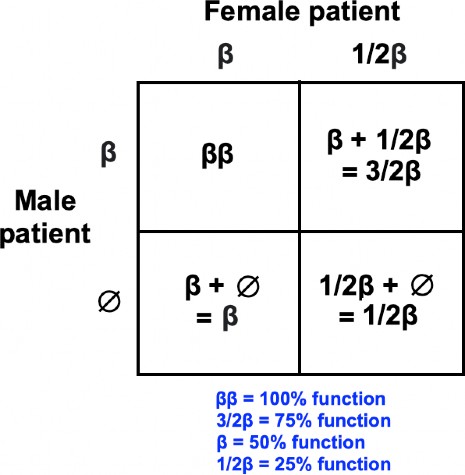 Female patient
β 1/2β
β ββ β + 1/2β
= 3/2β
Male
patient
∅ β + ∅ 1/2β + ∅
= β = 1/2β
ββ = 100% function
3/2β = 75% function
β = 50% function
1/2β = 25% function